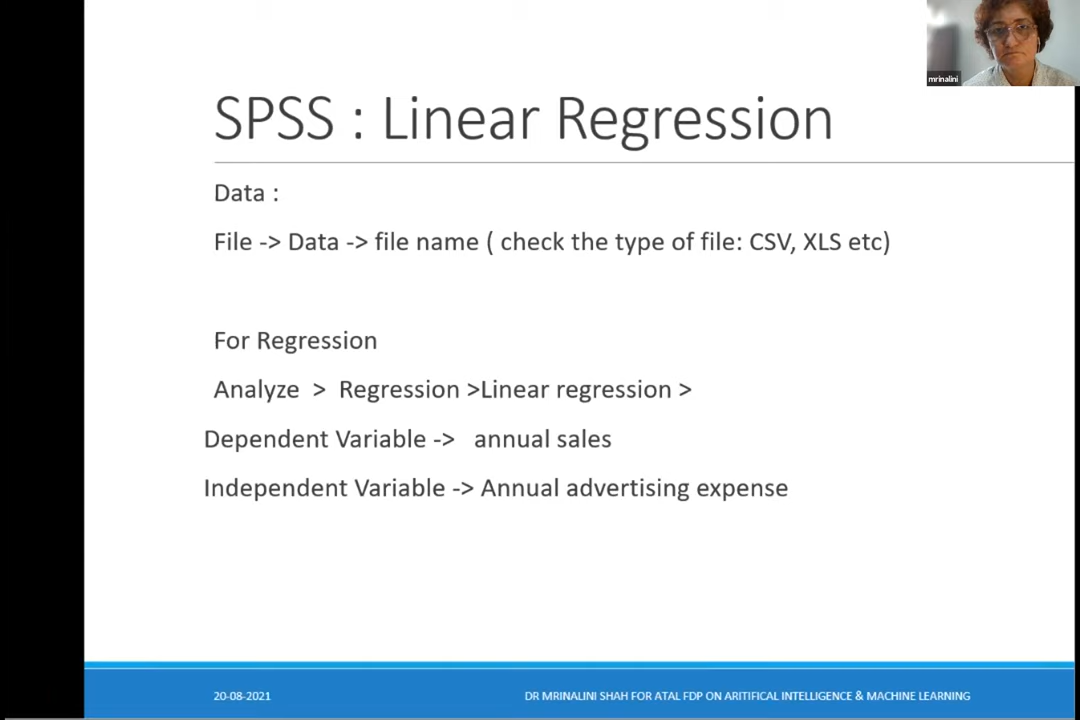 mrinalini
SPSS : Linear Regression
Data :
File -> Data -> file name ( check the type of file: CSV, XLS etc)
For Regression
Analyze > Regression >Linear regression >
Dependent Variable -> annual sales
Independent Variable -> Annual advertising expense
20-08-2021
DR MRINALINI SHAH FOR ATAL FDP ON ARITIFICAL INTELLIGENCE & MACHINE LEARNING